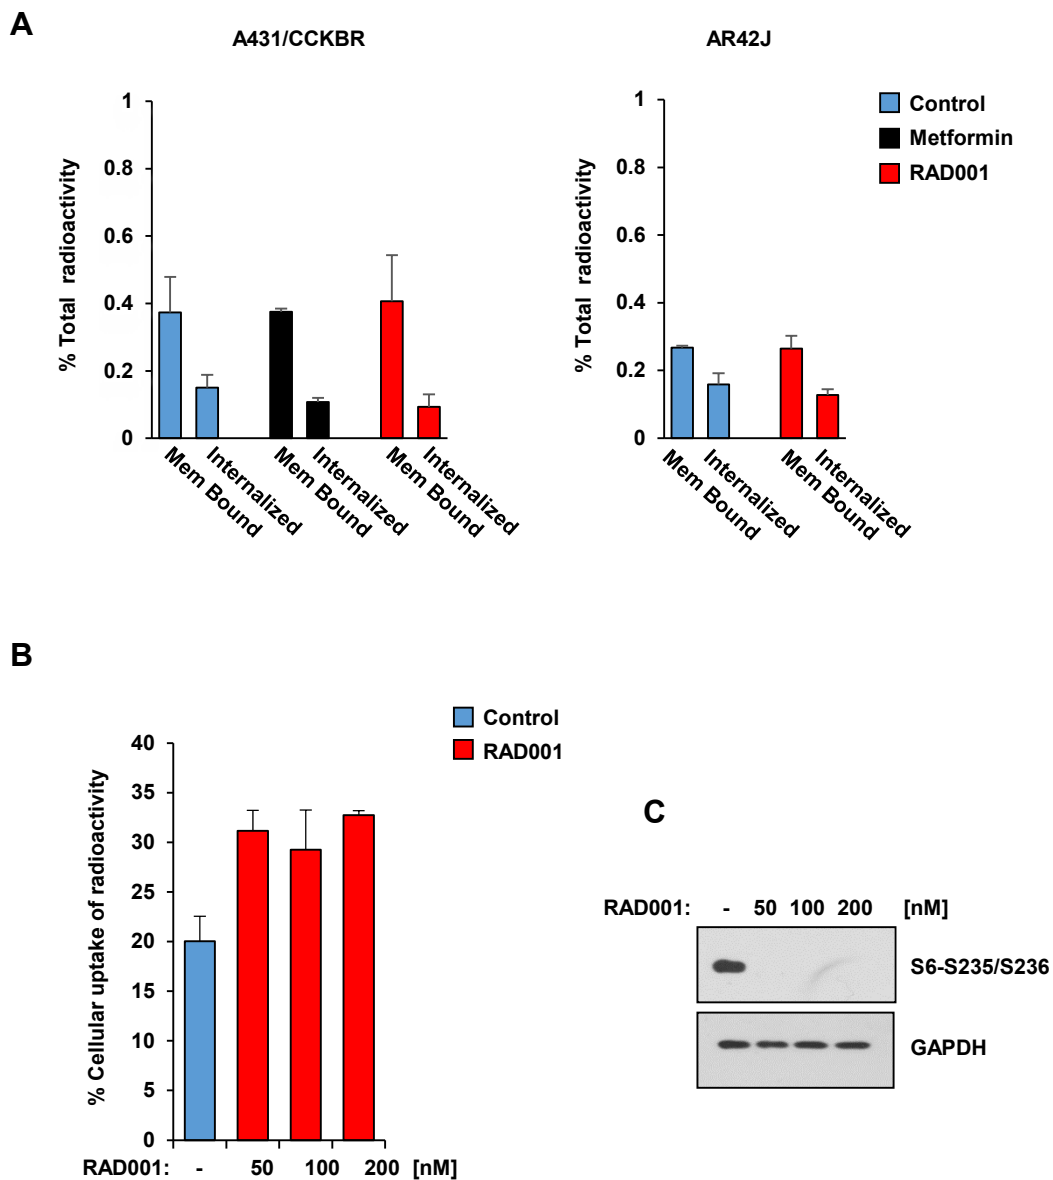 A
A431/CCKBR
AR42J
Control
Metformin
RAD001
% Total radioactivity
1
0.8
0.6
0.4
0.2
0
Mem Bound
Internalized
Mem Bound
Internalized
Mem Bound
Internalized
% Total radioactivity
1
0.8
0.6
0.4
0.2
0
Mem Bound
Internalized
Mem Bound
Internalized
B
Control
RAD001
% Cellular uptake of radioactivity
40
35
30
25
20
15
10
5
0
RAD001: - 50 100 200 [nM]
C
RAD001: - 50 100 200 [nM]
S6-S235/S236
GAPDH